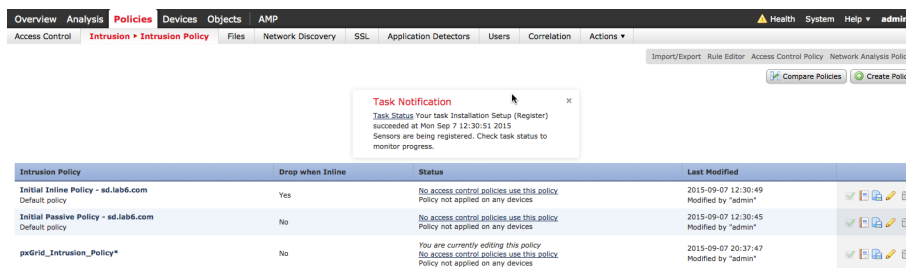 Overview Analysis Policies Devices Objects AMP Health System Help ▾ admin
Access Control Intrusion ▸ Intrusion Policy Files Network Discovery SSL Application Detectors Users Correlation Actions ▾
Import/Export Rule Editor Access Control Policy Network Analysis Polic
Compare Policies Create Polic
Task Notification ×
Task Status Your task Installation Setup (Register)
succeeded at Mon Sep 7 12:30:51 2015
Sensors are being registered. Check task status to
monitor progress.
Intrusion Policy Drop when Inline Status Last Modified
Initial Inline Policy - sd.lab6.com
Default policy
Yes
No access control policies use this policy
Policy not applied on any devices
2015-09-07 12:30:49
Modified by "admin"
Initial Passive Policy - sd.lab6.com
Default policy
No
No access control policies use this policy
Policy not applied on any devices
2015-09-07 12:30:45
Modified by "admin"
pxGrid_Intrusion_Policy*
No
You are currently editing this policy
No access control policies use this policy
Policy not applied on any devices
2015-09-07 20:37:47
Modified by "admin"